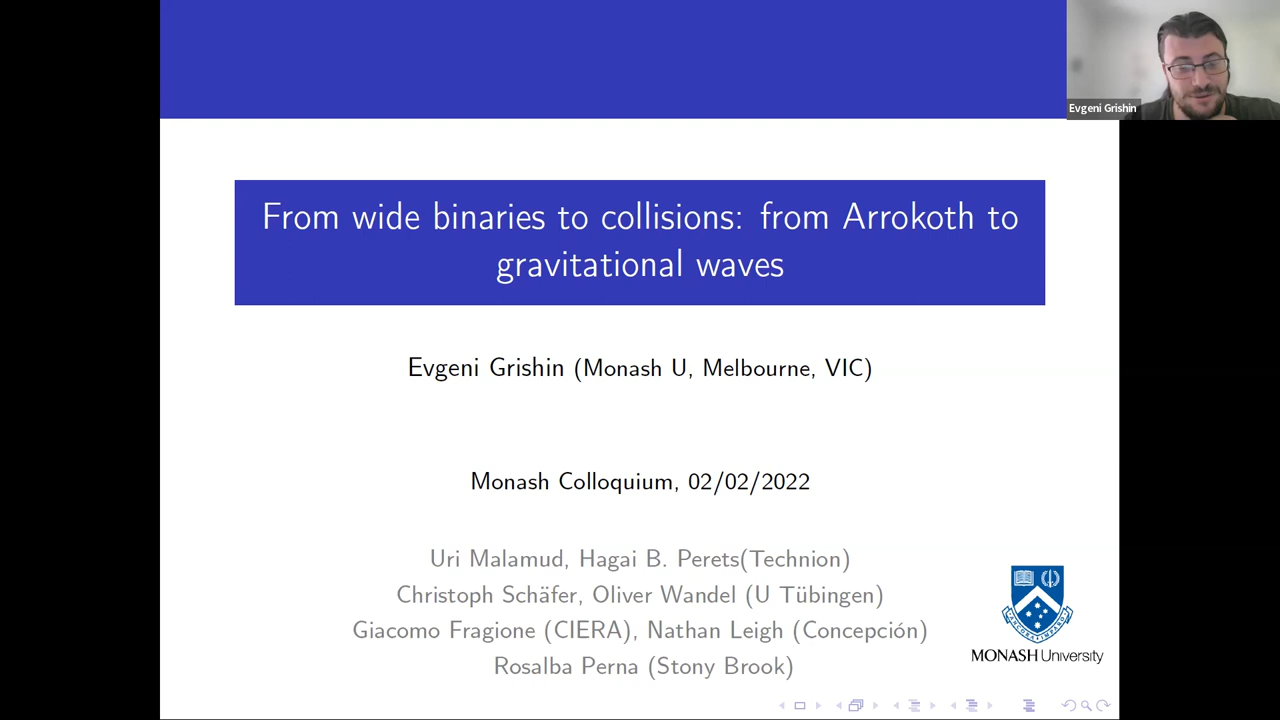 Evgeni Grishin
From wide binaries to collisions: from Arrokoth to
gravitational waves
Evgeni Grishin (Monash U, Melbourne, VIC)
Monash Colloquium, 02/02/2022
Uri Malamud, Hagai B. Perets(Technion)
Christoph Schäfer, Oliver Wandel (U Tübingen)
Giacomo Fragione (CIERA), Nathan Leigh (Concepción)
Rosalba Perna (Stony Brook)
MONASH University